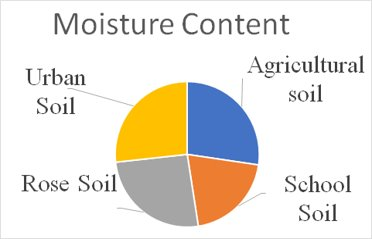 Moisture Content
Urban
Soil
Agricultural
soil
Rose Soil
School
Soil